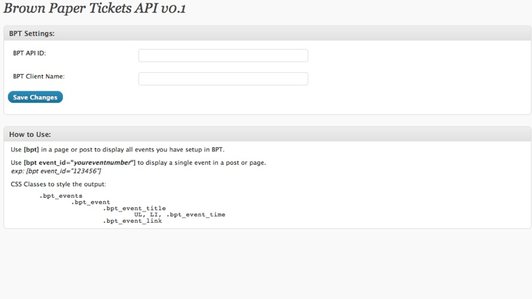 Brown Paper Tickets API v0.1
BPT Settings:
BPT API ID:
BPT Client Name:
Save Changes
How to Use:
Use [bpt] in a page or post to display all events you have setup in BPT.
Use [bpt event_id="youreventnumber"] to display a single event in a post or page.
exp: [bpt event_id="123456"]
CSS Classes to style the output:
.bpt_events
.bpt_event
.bpt_event_title
UL, LI, .bpt_event_time
.bpt_event_link